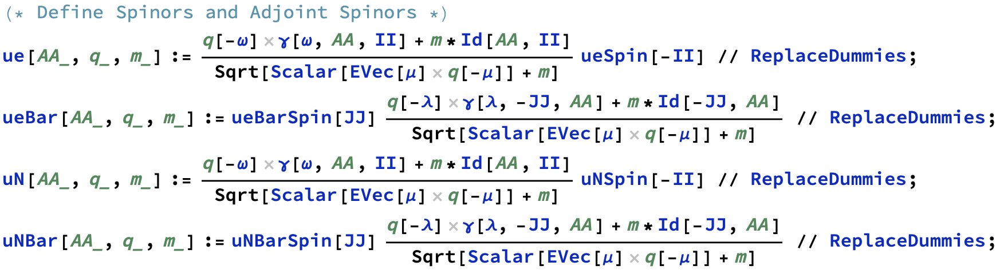 (* Define Spinors and Adjoint Spinors *)
ue[AA_, q_, m_] := (q[-ω] × γ[ω, AA, II] + m * Id[AA, II]) / (Sqrt[Scalar[EVec[μ] × q[-μ]] + m]) ueSpin[-II] // ReplaceDummies;
ueBar[AA_, q_, m_] := ueBarSpin[JJ] (q[-λ] × γ[λ, -JJ, AA] + m * Id[-JJ, AA]) / (Sqrt[Scalar[EVec[μ] × q[-μ]] + m]) // ReplaceDummies;
uN[AA_, q_, m_] := (q[-ω] × γ[ω, AA, II] + m * Id[AA, II]) / (Sqrt[Scalar[EVec[μ] × q[-μ]] + m]) uNSpin[-II] // ReplaceDummies;
uNBar[AA_, q_, m_] := uNBarSpin[JJ] (q[-λ] × γ[λ, -JJ, AA] + m * Id[-JJ, AA]) / (Sqrt[Scalar[EVec[μ] × q[-μ]] + m]) // ReplaceDummies;